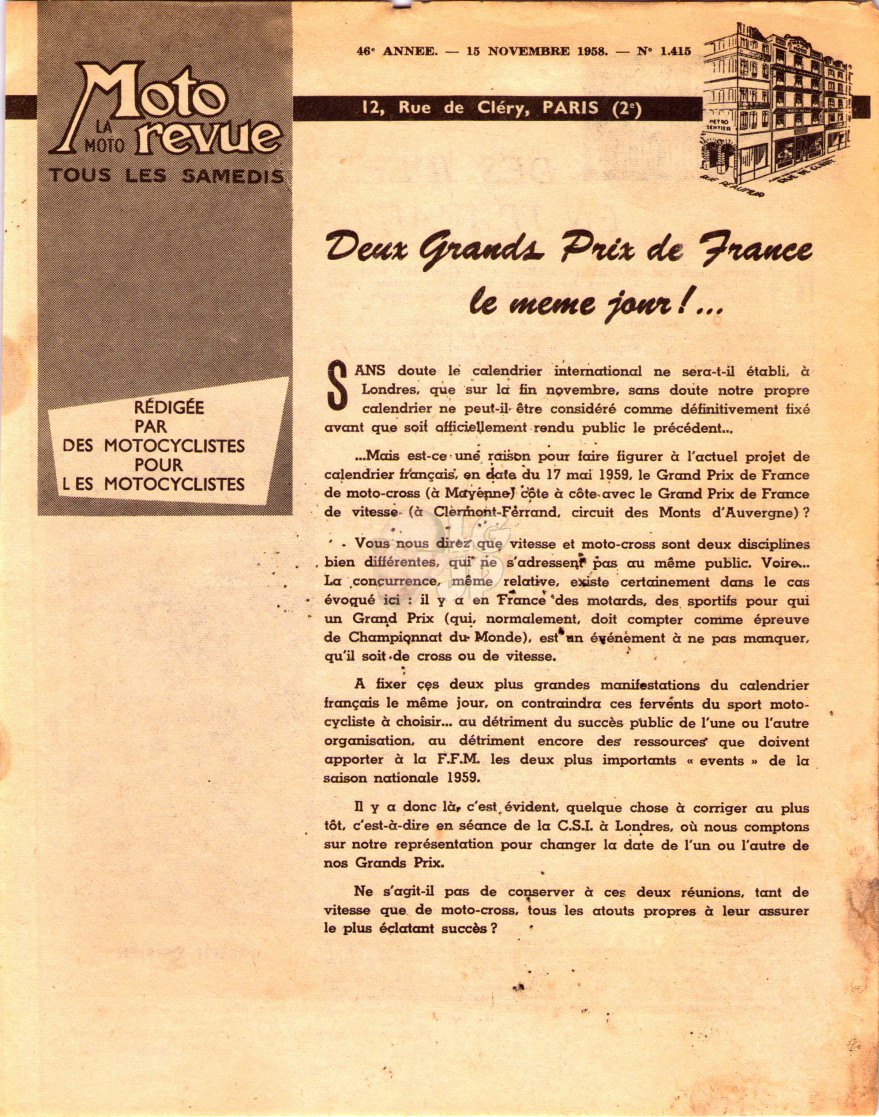 46e ANNEE. — 15 NOVEMBRE 1958. — No 1.415
12, Rue de Cléry, PARIS (2e)
Moto
LA
MOTO revue
TOUS LES SAMEDIS
METRO
SENTIER
RUE REAUMUR
RUE DE CLERY
RÉDIGÉE
PAR
DES MOTOCYCLISTES
POUR
LES MOTOCYCLISTES
Deux Grands Prix de France
le meme jour !...
SANS doute le calendrier international ne sera-t-il établi, à
Londres, que sur la fin novembre, sans doute notre propre
calendrier ne peut-il être considéré comme définitivement fixé
avant que soit officiellement rendu public le précédent...
...Mais est-ce une raison pour faire figurer à l'actuel projet de
calendrier français, en date du 17 mai 1959, le Grand Prix de France
de moto-cross (à Mayenne) côte à côte avec le Grand Prix de France
de vitesse (à Clermont-Ferrand, circuit des Monts d'Auvergne) ?
Vous nous direz que vitesse et moto-cross sont deux disciplines
bien différentes, qui ne s'adressent pas au même public. Voire...
La concurrence, même relative, existe certainement dans le cas
évoqué ici : il y a en France des motards, des sportifs pour qui
un Grand Prix (qui, normalement, doit compter comme épreuve
de Championnat du Monde), est un événement à ne pas manquer,
qu'il soit de cross ou de vitesse.
A fixer ces deux plus grandes manifestations du calendrier
français le même jour, on contraindra ces fervents du sport moto-
cycliste à choisir... au détriment du succès public de l'une ou l'autre
organisation, au détriment encore des ressources que doivent
apporter à la F.F.M. les deux plus importants « events » de la
saison nationale 1959.
Il y a donc là, c'est évident, quelque chose à corriger au plus
tôt, c'est-à-dire en séance de la C.S.I. à Londres, où nous comptons
sur notre représentation pour changer la date de l'un ou l'autre de
nos Grands Prix.
Ne s'agit-il pas de conserver à ces deux réunions, tant de
vitesse que de moto-cross, tous les atouts propres à leur assurer
le plus éclatant succès ?